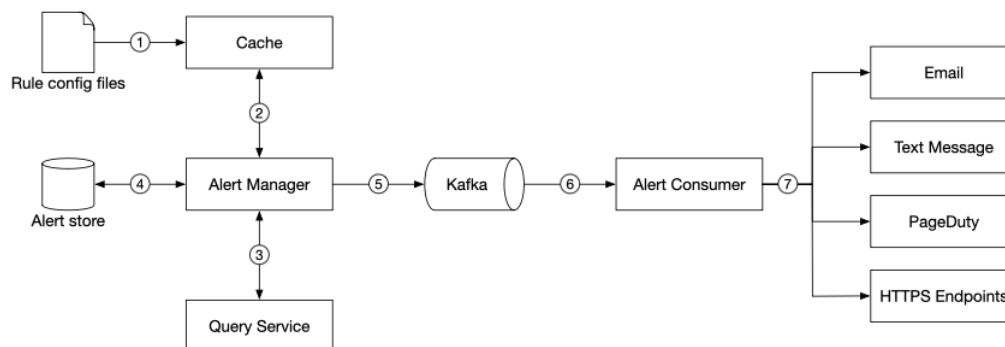 1
Cache
Rule config files
Email
2
Text Message
4
Alert Manager
5
Kafka
6
Alert Consumer
7
Alert store
PageDuty
3
HTTPS Endpoints
Query Service